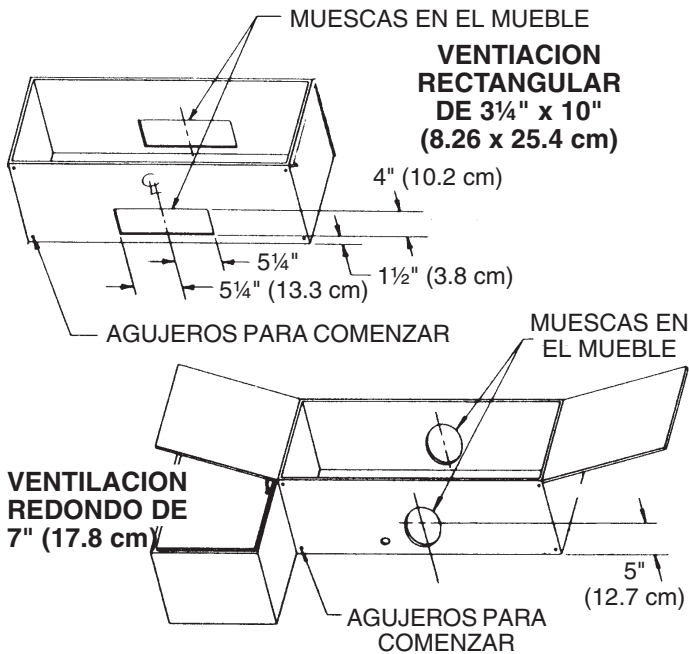 MUESCAS EN EL MUEBLE
VENTIACION
RECTANGULAR
DE 3¼" x 10"
(8.26 x 25.4 cm)
4" (10.2 cm)
5¼"
1½" (3.8 cm)
5¼" (13.3 cm)
AGUJEROS PARA COMENZAR
MUESCAS EN
EL MUEBLE
VENTILACION
REDONDO DE
7" (17.8 cm)
5"
(12.7 cm)
AGUJEROS PARA
COMENZAR